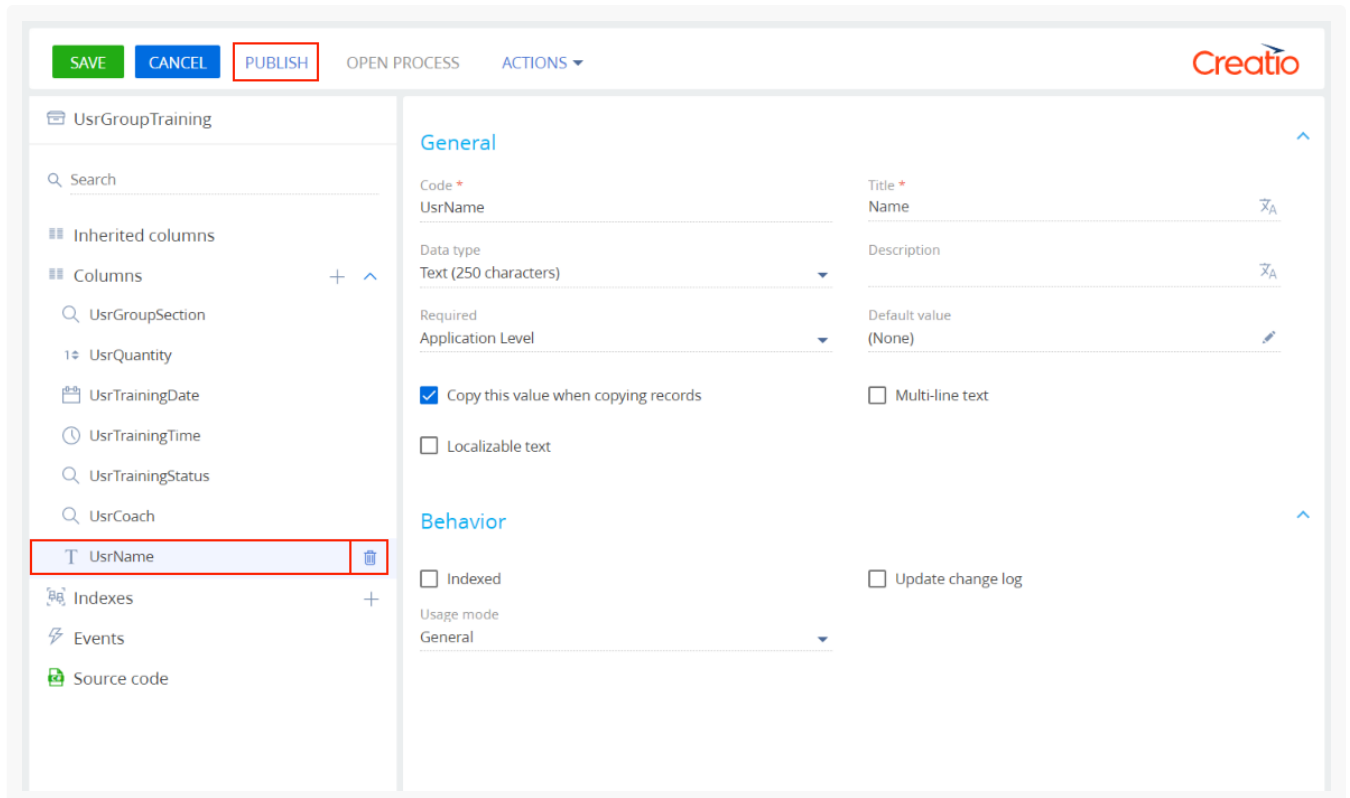 SAVE CANCEL PUBLISH OPEN PROCESS ACTIONS
Creatio
UsrGroupTraining
Search
Inherited columns
Columns
UsrGroupSection
UsrQuantity
UsrTrainingDate
UsrTrainingTime
UsrTrainingStatus
UsrCoach
T UsrName
Indexes
Events
Source code
General
Code *
UsrName
Title *
Name
Data type
Text (250 characters)
Description
Required
Application Level
Default value
(None)
Copy this value when copying records
Multi-line text
Localizable text
Behavior
Indexed
Update change log
Usage mode
General